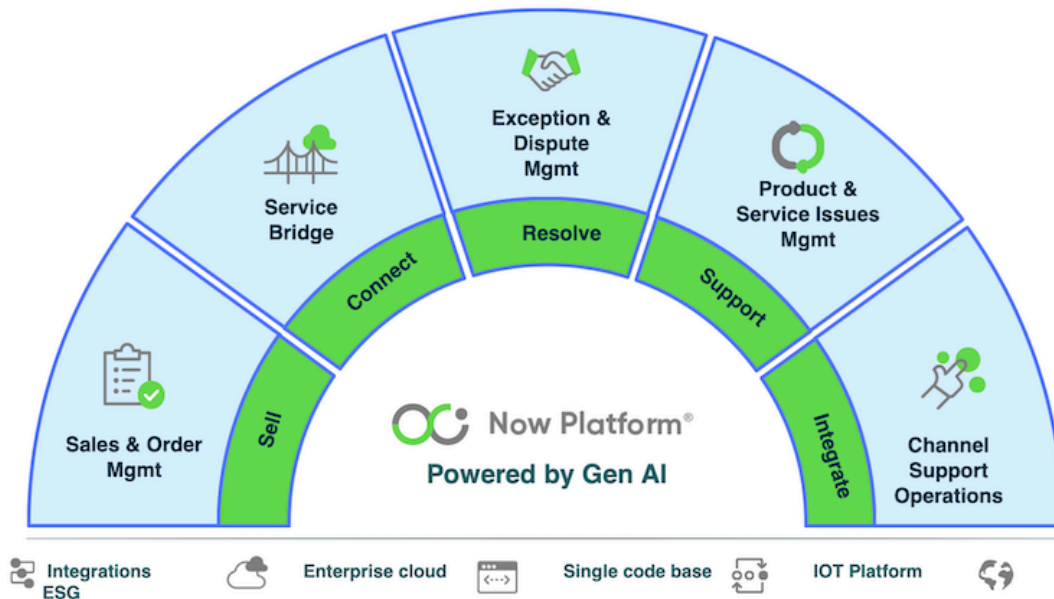 Exception &
Dispute
Mgmt
Service
Bridge
Product &
Service Issues
Mgmt
Resolve
Connect
Support
Sales & Order
Mgmt
Sell
Now Platform®
Powered by Gen AI
Integrate
Channel
Support
Operations
Integrations
ESG
Enterprise cloud
Single code base
IOT Platform